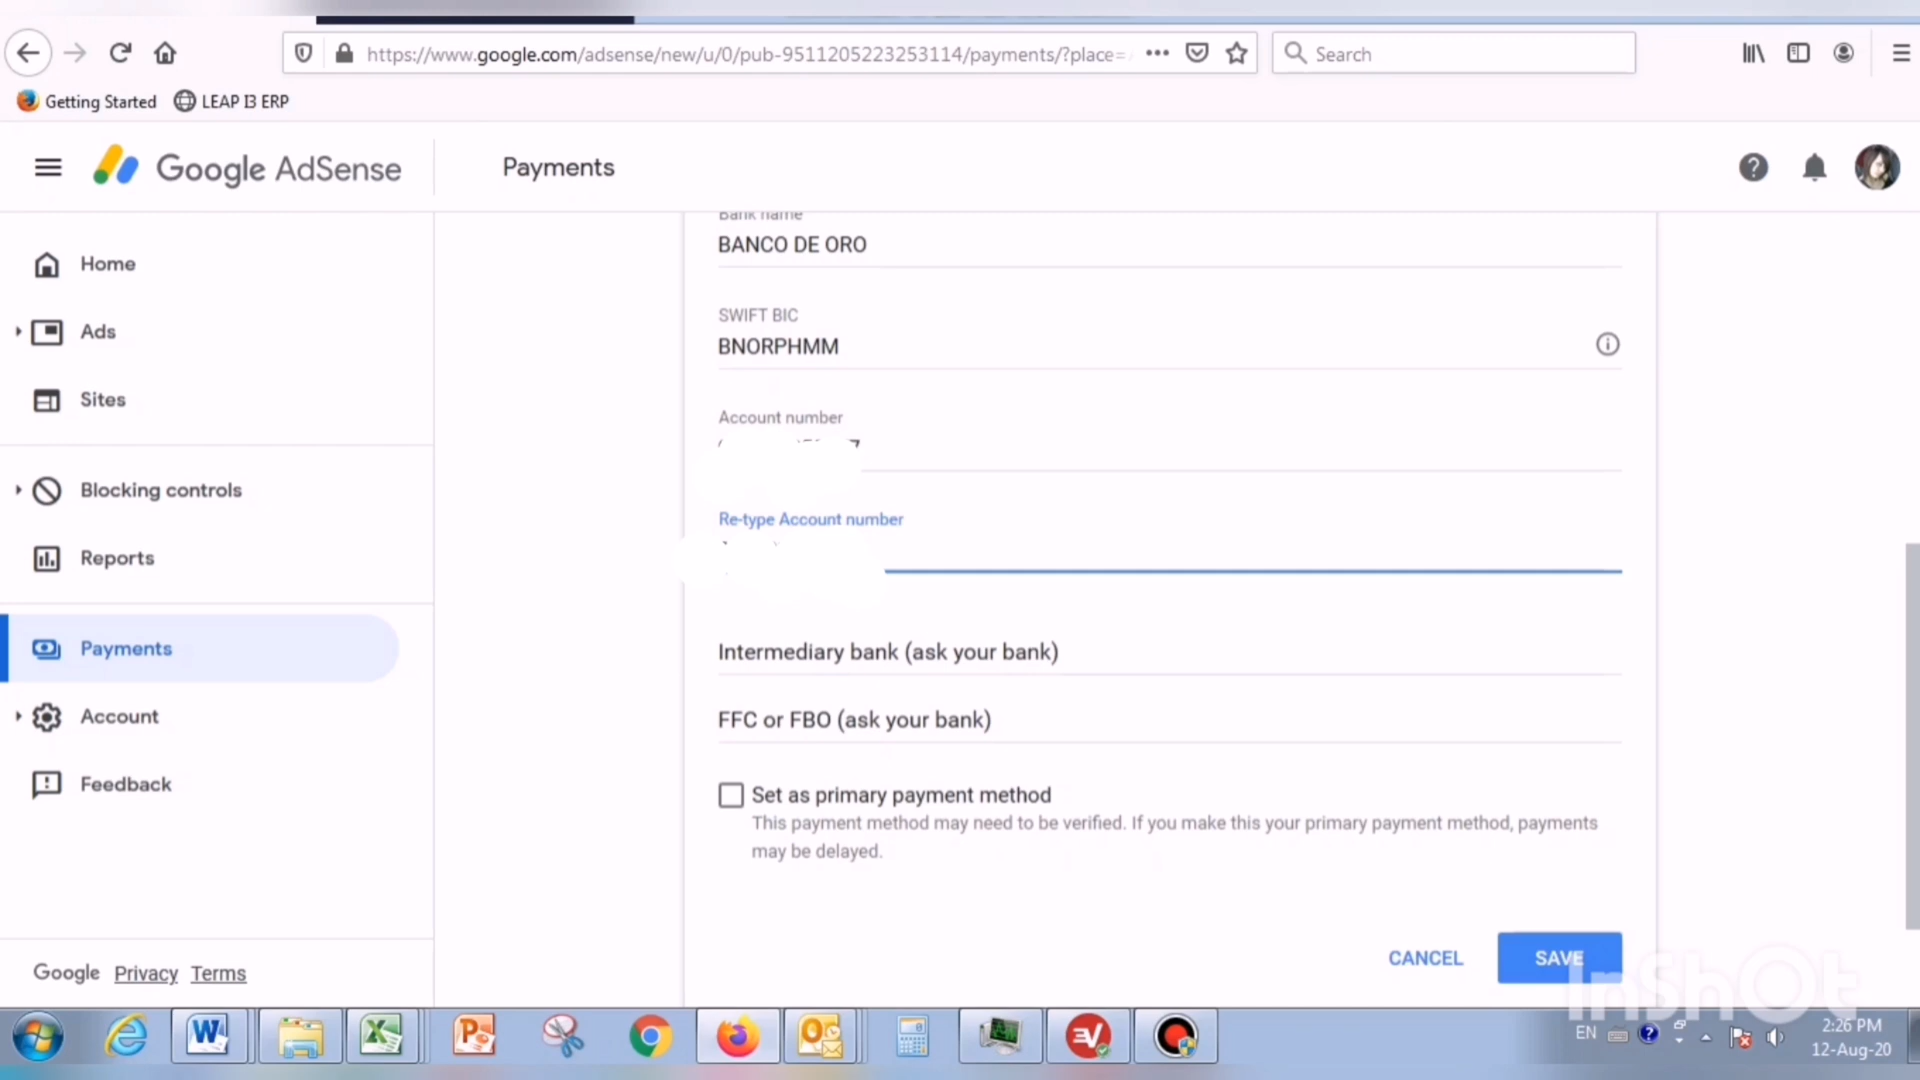 https://www.google.com/adsense/new/u/0/pub-9511205223253114/payments/?place=
Search
Getting Started
LEAP I3 ERP
Google AdSense
Payments
Home
Ads
Sites
Blocking controls
Reports
Payments
Account
Feedback
Google Privacy Terms
Bank name
BANCO DE ORO
SWIFT BIC
BNORPHMM
Account number
Re-type Account number
Intermediary bank (ask your bank)
FFC or FBO (ask your bank)
Set as primary payment method
This payment method may need to be verified. If you make this your primary payment method, payments
may be delayed.
CANCEL
SAVE
InShOt
EN
2:26 PM
12-Aug-20